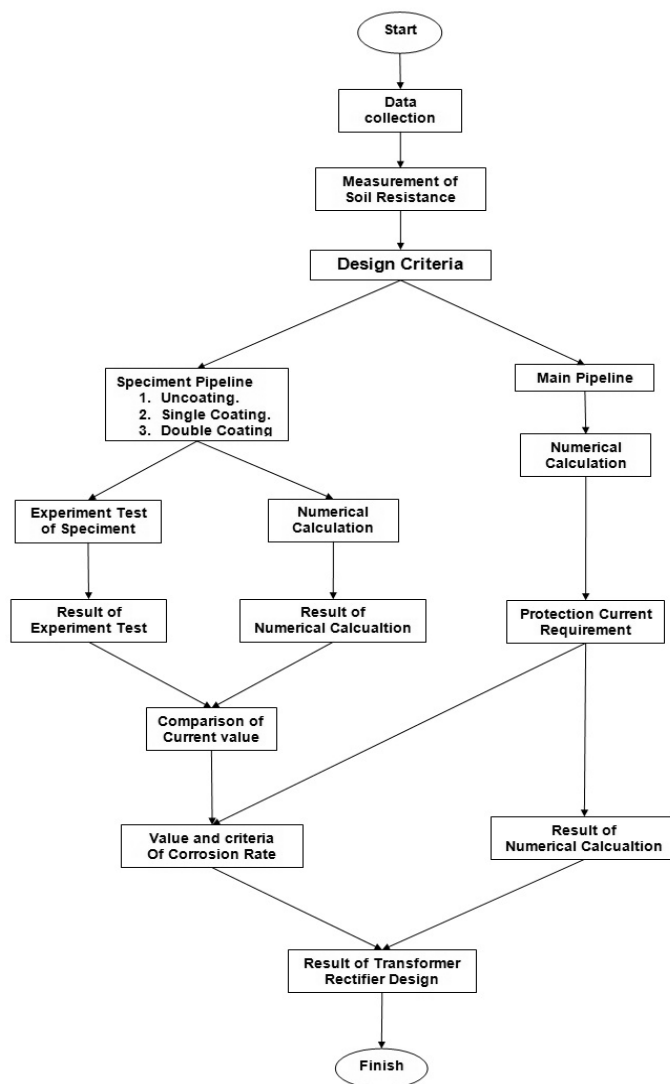 Start
Data
collection
Measurement of
Soil Resistance
Design Criteria
Speciment Pipeline
1. Uncoating.
2. Single Coating.
3. Double Coating
Main Pipeline
Numerical
Calculation
Experiment Test
of Speciment
Numerical
Calculation
Result of
Experiment Test
Result of
Numerical Calcualtion
Protection Current
Requirement
Comparison of
Current value
Value and criteria
Of Corrosion Rate
Result of
Numerical Calcualtion
Result of Transformer
Rectifier Design
Finish